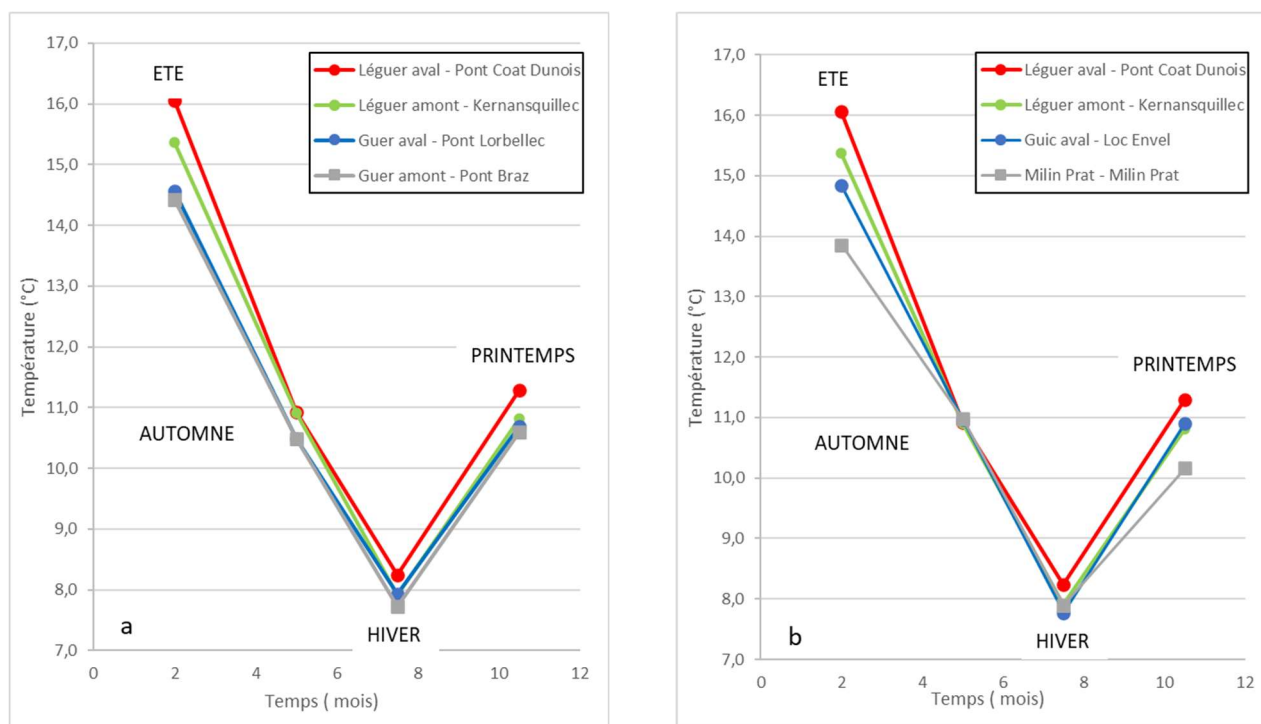 17,0
16,0
15,0
14,0
13,0
12,0
11,0
10,0
9,0
8,0
7,0
Température (°C)
ETE
Léguer aval - Pont Coat Dunois
Léguer amont - Kernansquillec
Guer aval - Pont Lorbellec
Guer amont - Pont Braz
AUTOMNE
PRINTEMPS
HIVER
a
0 2 4 6 8 10 12
Temps ( mois)
17,0
16,0
15,0
14,0
13,0
12,0
11,0
10,0
9,0
8,0
7,0
Température (°C)
ETE
Léguer aval - Pont Coat Dunois
Léguer amont - Kernansquillec
Guic aval - Loc Envel
Milin Prat - Milin Prat
AUTOMNE
PRINTEMPS
HIVER
b
0 2 4 6 8 10 12
Temps ( mois)